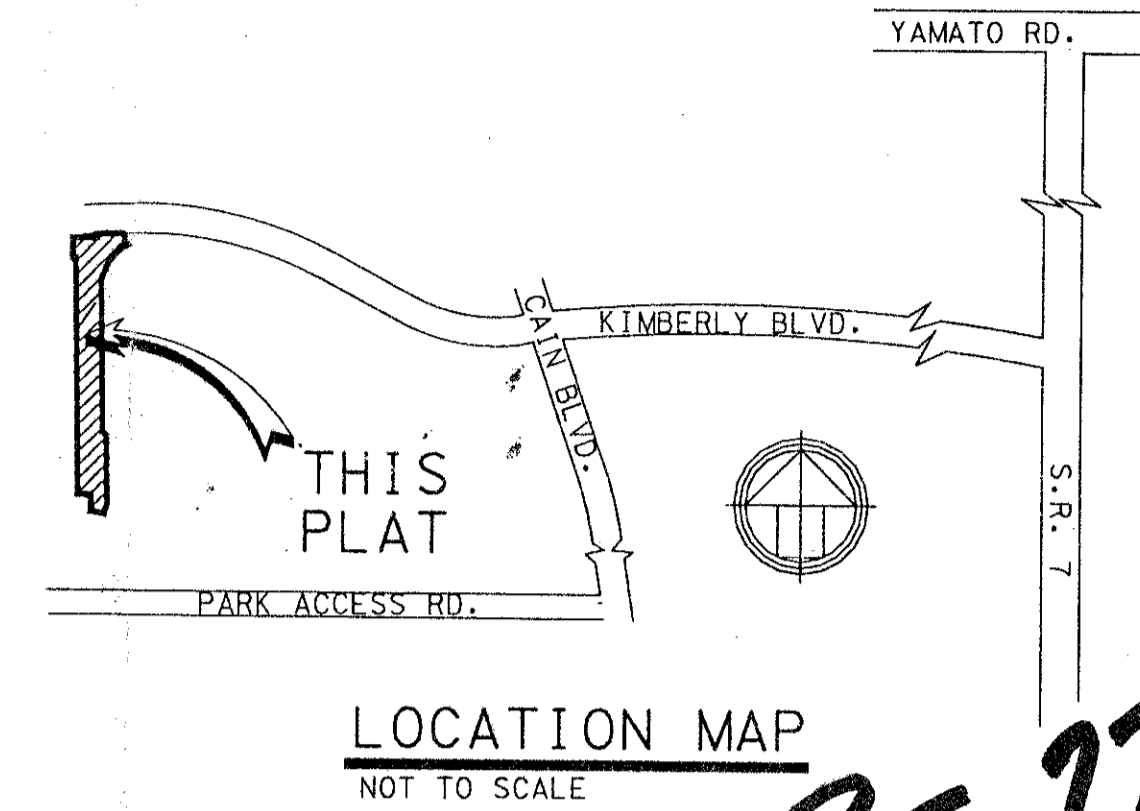 YAMATO RD.
CAIN BLVD.
KIMBERLY BLVD.
THIS
PLAT
S.R. 7
PARK ACCESS RD.
LOCATION MAP
NOT TO SCALE